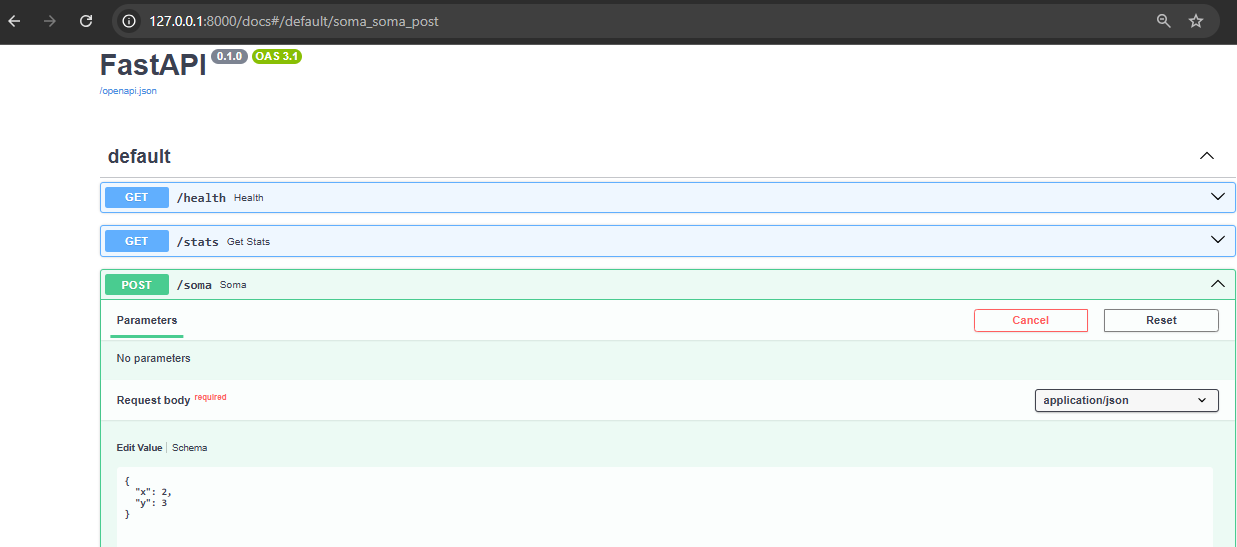 127.0.0.1:8000/docs#/default/soma_soma_post
FastAPI 0.1.0 OAS 3.1
/openapi.json
default
GET /health Health
GET /stats Get Stats
POST /soma Soma
Parameters Cancel Reset
No parameters
Request body required application/json
Edit Value Schema
{
"x": 2,
"y": 3
}